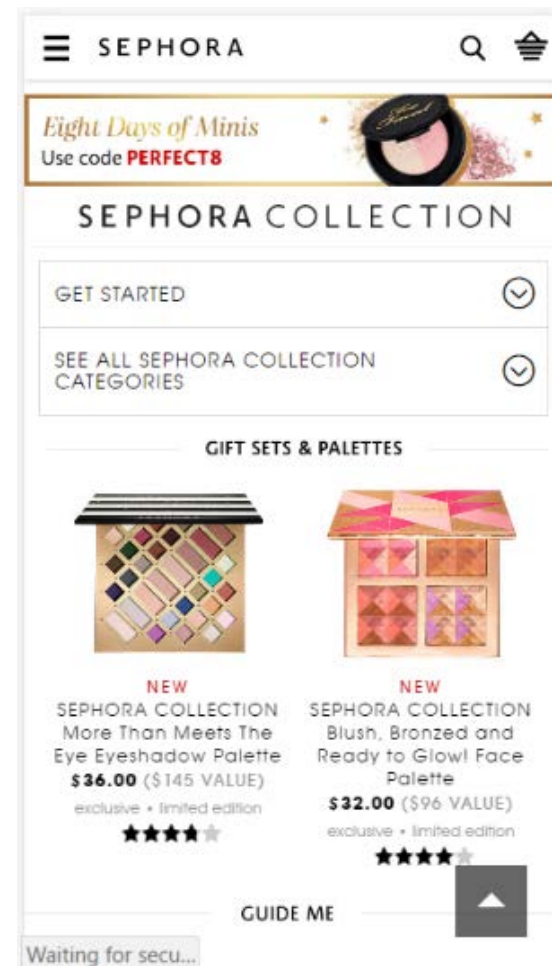 SEPHORA
Eight Days of Minis
Use code PERFECT8
SEPHORA COLLECTION
GET STARTED
SEE ALL SEPHORA COLLECTION
CATEGORIES
GIFT SETS & PALETTES
NEW
SEPHORA COLLECTION
More Than Meets The
Eye Eyeshadow Palette
$36.00 ($145 VALUE)
exclusive • limited edition
NEW
SEPHORA COLLECTION
Blush, Bronzed and
Ready to Glow! Face
Palette
$32.00 ($96 VALUE)
exclusive • limited edition
GUIDE ME
Waiting for secu...